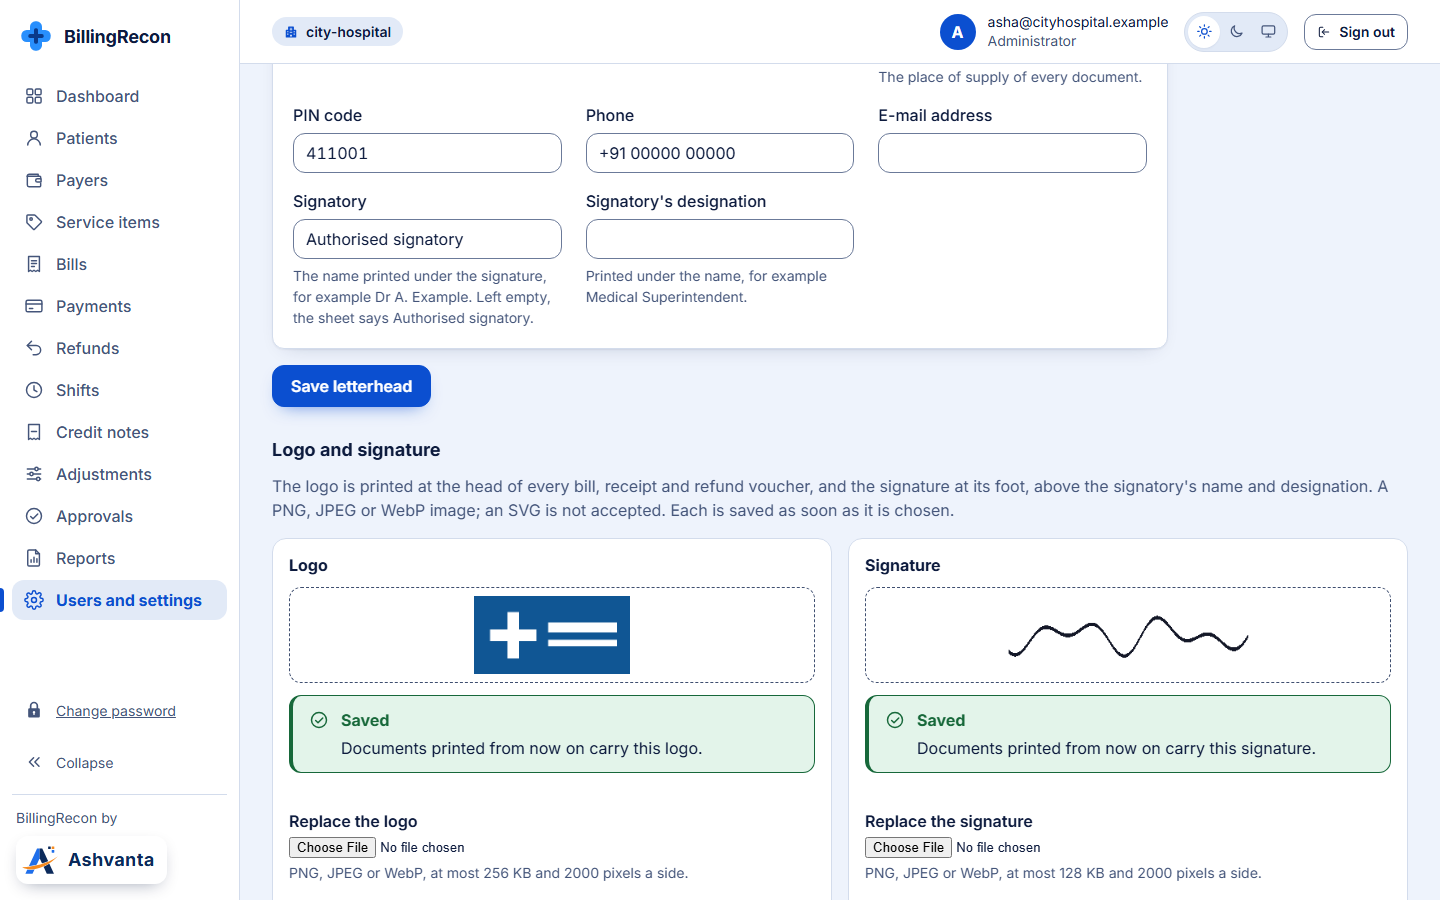 BillingRecon
city-hospital
A
asha@cityhospital.example
Administrator
Sign out
Dashboard
Patients
Payers
Service items
Bills
Payments
Refunds
Shifts
Credit notes
Adjustments
Approvals
Reports
Users and settings
Change password
Collapse
BillingRecon by
Ashvanta
The place of supply of every document.
PIN code
Phone
E-mail address
411001
+91 00000 00000
Signatory
Signatory's designation
Authorised signatory
The name printed under the signature,
for example Dr A. Example. Left empty,
the sheet says Authorised signatory.
Printed under the name, for example
Medical Superintendent.
Save letterhead
Logo and signature
The logo is printed at the head of every bill, receipt and refund voucher, and the signature at its foot, above the signatory's name and designation. A
PNG, JPEG or WebP image; an SVG is not accepted. Each is saved as soon as it is chosen.
Logo
Saved
Documents printed from now on carry this logo.
Replace the logo
Choose File No file chosen
PNG, JPEG or WebP, at most 256 KB and 2000 pixels a side.
Signature
Saved
Documents printed from now on carry this signature.
Replace the signature
Choose File No file chosen
PNG, JPEG or WebP, at most 128 KB and 2000 pixels a side.